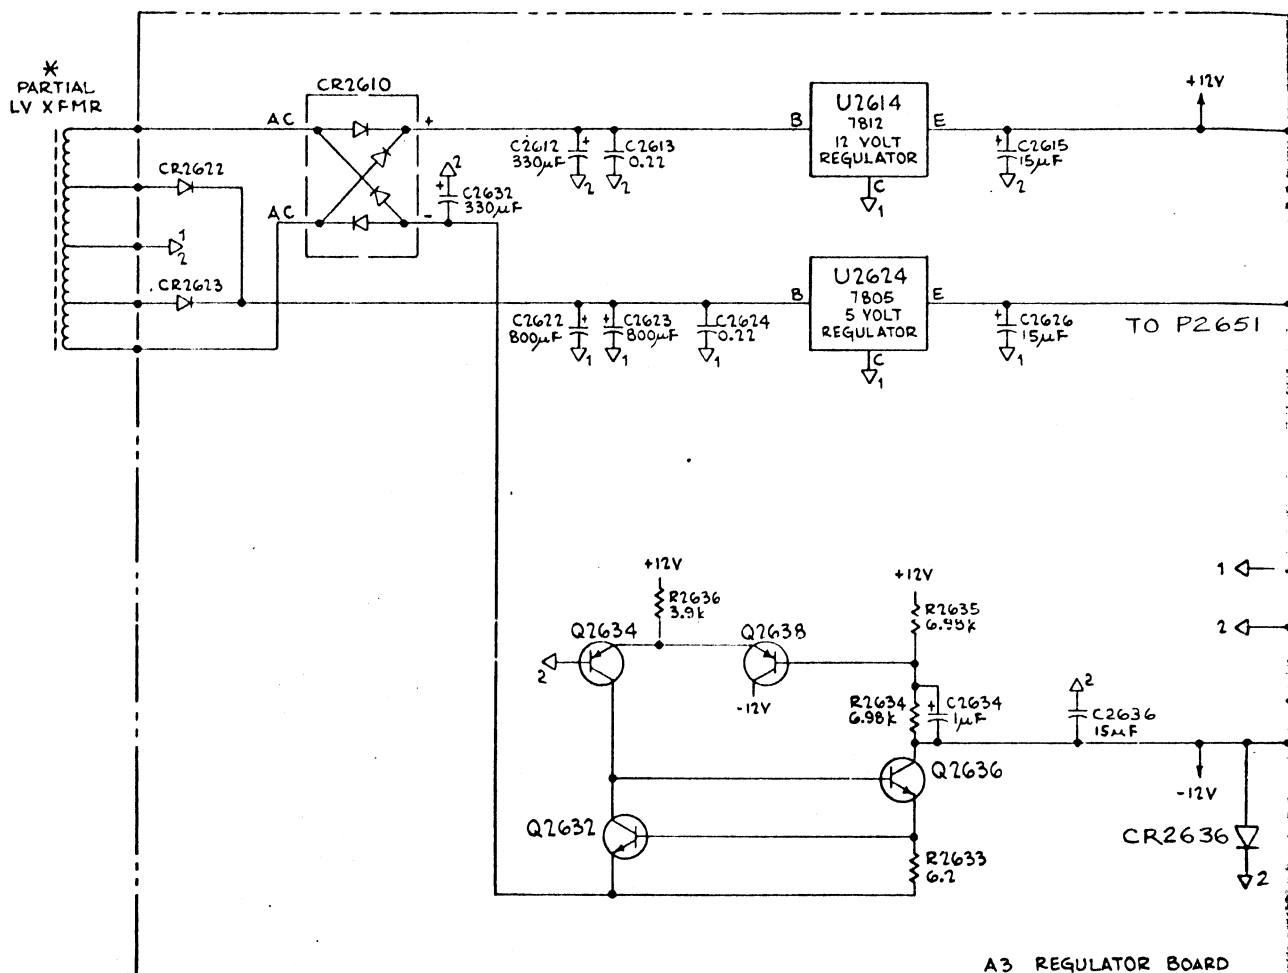 *
PARTIAL
LV XFMR
CR2610
AC
+
CR2622
AC
-
1
2
CR2623
2
+
C2632
330µF
C2612
330µF
+
2
C2613
0.22
2
B
U2614
7812
12 VOLT
REGULATOR
E
C
1
+
C2615
15µF
2
+12V
C2622
800µF
+
1
+
C2623
800µF
1
C2624
0.22
1
B
U2624
7805
5 VOLT
REGULATOR
E
C
1
+
C2626
15µF
1
TO P2651
1
2
+12V
R2636
3.9k
Q2634
2
Q2638
-12V
+12V
R2635
6.98k
R2634
6.98k
+
C2634
1µF
2
C2636
15µF
Q2636
-12V
Q2632
R2633
6.2
CR2636
2
A3 REGULATOR BOARD